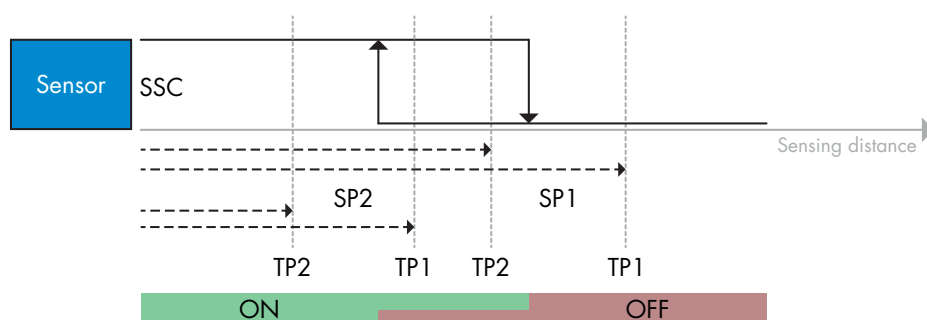 Sensor
SSC
Sensing distance
SP2 SP1
TP2 TP1 TP2 TP1
ON OFF